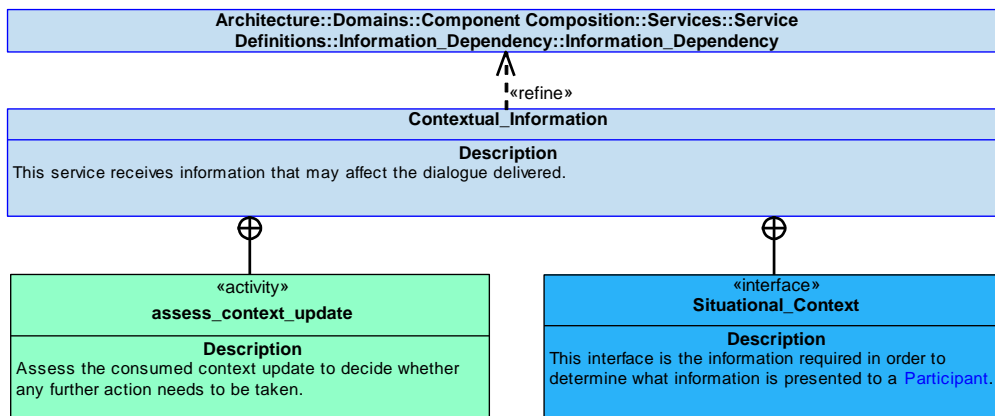 Architecture::Domains::Component Composition::Services::Service
Definitions::Information_Dependency::Information_Dependency
«refine»
Contextual_Information
Description
This service receives information that may affect the dialogue delivered.
«activity»
assess_context_update
Description
Assess the consumed context update to decide whether
any further action needs to be taken.
«interface»
Situational_Context
Description
This interface is the information required in order to
determine what information is presented to a Participant.